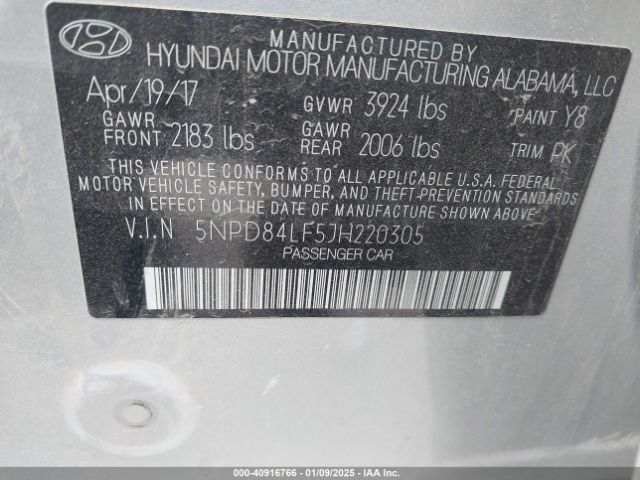 MANUFACTURED BY
HYUNDAI MOTOR MANUFACTURING ALABAMA, LLC
Apr/19/17 GVWR 3924 lbs PAINT Y8
GAWR FRONT 2183 lbs GAWR REAR 2006 lbs TRIM PK
THIS VEHICLE CONFORMS TO ALL APPLICABLE U.S.A. FEDERAL
MOTOR VEHICLE SAFETY, BUMPER, AND THEFT PREVENTION STANDARDS
IN EFFECT ON THE DATE OF MANUFACTURE SHOWN ABOVE.
V.I.N 5NPD84LF5JH220305
PASSENGER CAR
000-40916766 - 01/09/2025 - IAA Inc.